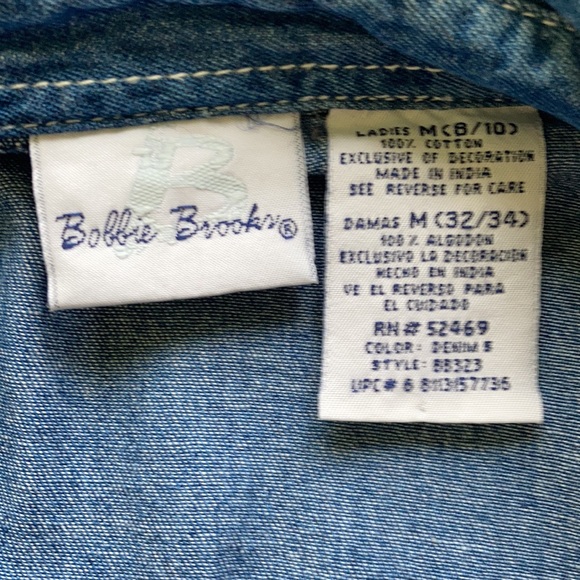 B
Bobbie Brooks®
LADIES M(8/10)
100% COTTON
EXCLUSIVE OF DECORATION
MADE IN INDIA
SEE REVERSE FOR CARE
DAMAS M (32/34)
100% ALGODON
EXCLUSIVO LA DECORACION
HECHO EN INDIA
VE EL REVERSO PARA
EL CUIDADO
RN# 52469
COLOR: DENIM S
STYLE: BB323
UPC# 6 8113157736